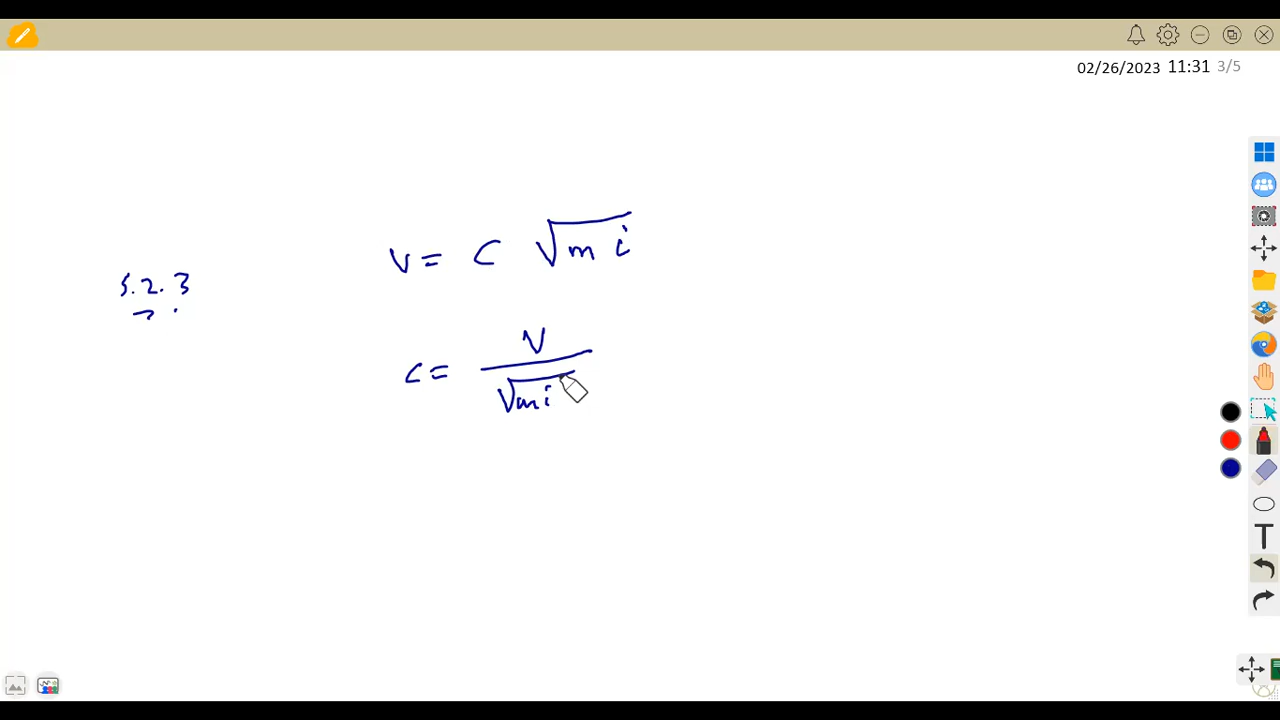 02/26/2023 11:31 3/5
v = c √mi
5.2.3
c = v/√mi
T